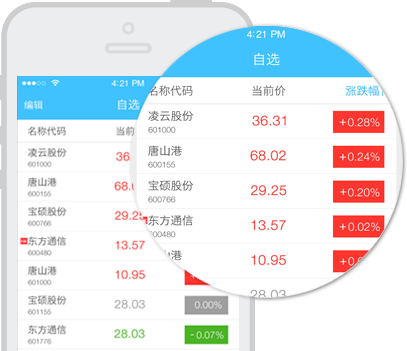 4:21 PM
编辑
自选
名称代码
当前
凌云股份
601000
36
唐山港
600155
68.0
宝硕股份
600766
29.25
东方通信
600480
13.57
唐山港
601000
10.95
宝硕股份
601155
28.03
0.00%
东方通信
601776
28.03
- 0.07%
4:21 PM
自选
名称代码
当前价
涨跌幅
凌云股份
601000
36.31
+0.28%
唐山港
600155
68.02
+0.24%
宝硕股份
600766
29.25
+0.20%
东方通信
600480
13.57
+0.02%
山港
10.95
+0.
28.03